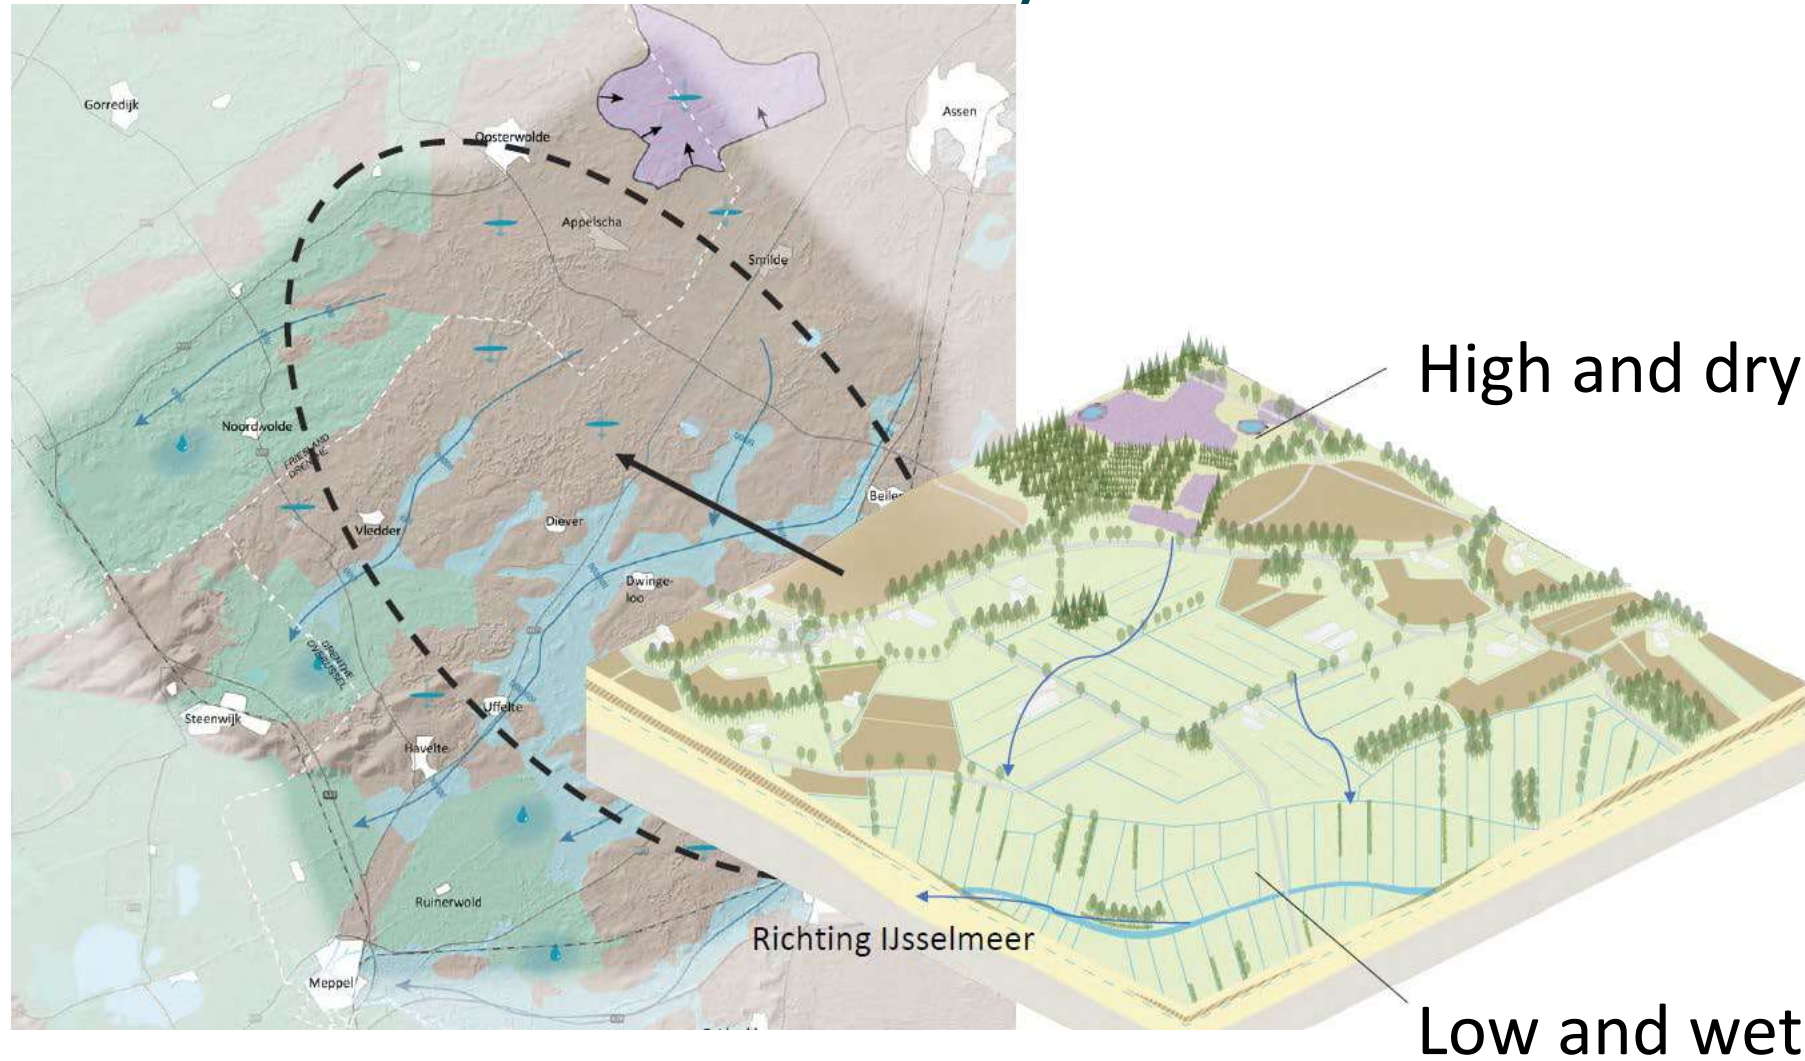 Gorredijk
Assen
Oosterwolde
Appelscha
Smilde
High and dry
Noordwolde
FRIESLAND
DRENTHE
Beilen
Vledder
Diever
Dwinge-
loo
DRENTHE
OVERIJSSEL
Uffelte
Steenwijk
Havelte
Ruinerwold
Richting IJsselmeer
Meppel
Low and wet